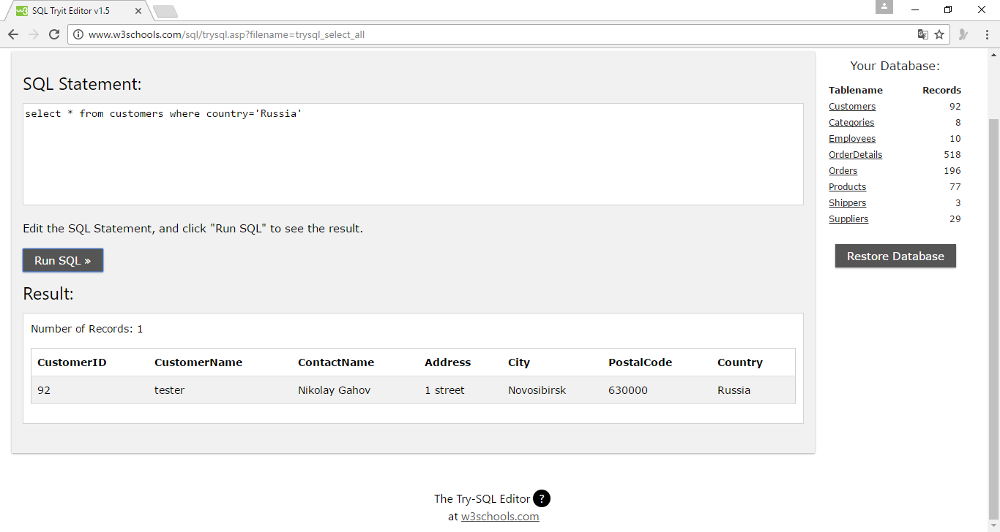 SQL Tryit Editor v1.5
www.w3schools.com/sql/trysql.asp?filename=trysql_select_all
SQL Statement:
select * from customers where country='Russia'
Edit the SQL Statement, and click "Run SQL" to see the result.
Run SQL »
Result:
Number of Records: 1
CustomerID CustomerName ContactName Address City PostalCode Country
92 tester Nikolay Gahov 1 street Novosibirsk 630000 Russia
Your Database:
Tablename Records
Customers 92
Categories 8
Employees 10
OrderDetails 518
Orders 196
Products 77
Shippers 3
Suppliers 29
Restore Database
The Try-SQL Editor ?
at w3schools.com